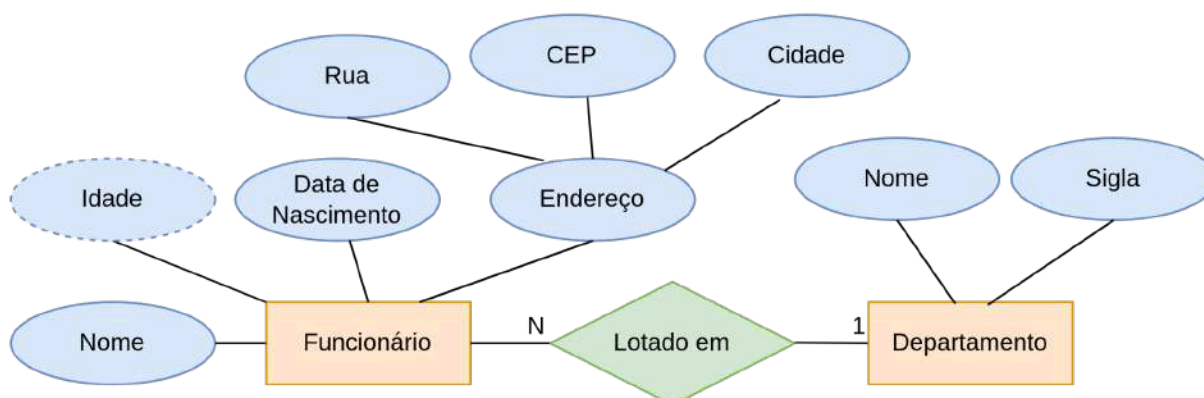 CEP
Cidade
Rua
Idade
Data de
Nascimento
Endereço
Nome
Sigla
Nome
Funcionário
N
Lotado em
1
Departamento